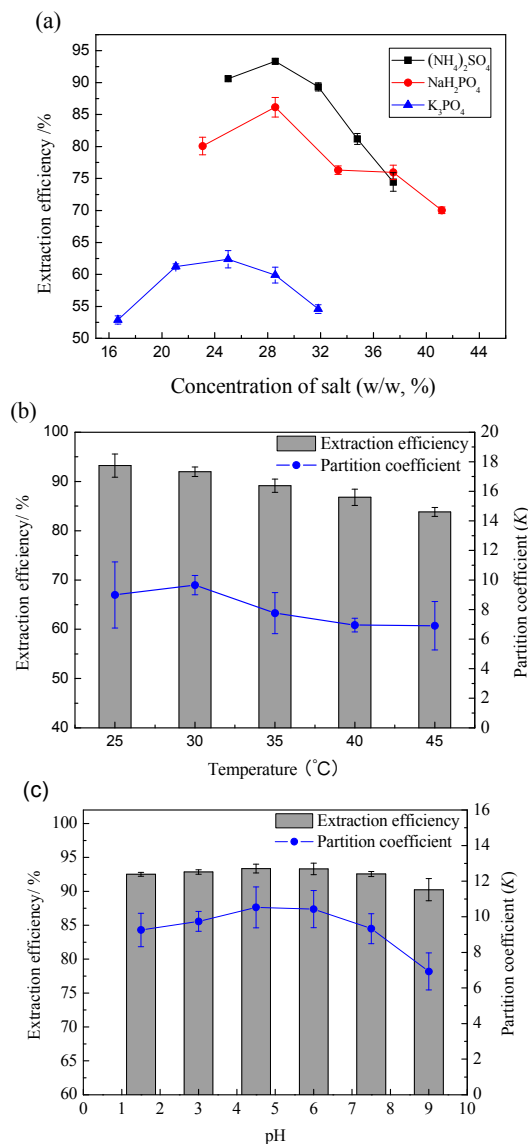 (a)
Extraction efficiency /%
95
90
85
80
75
70
65
60
55
50
(NH₄)₂SO₄
NaH₂PO₄
K₃PO₄
16 20 24 28 32 36 40 44
Concentration of salt (w/w, %)
(b)
Extraction efficiency/ %
100
90
80
70
60
50
40
Extraction efficiency
Partition coefficient
20
18
16
14
12
10
8
6
4
2
0
Partition coefficient (K)
25 30 35 40 45
Temperature (°C)
(c)
Extraction efficiency/ %
100
95
90
85
80
75
70
65
60
Extraction efficiency
Partition coefficient
16
14
12
10
8
6
4
2
0
Partition coefficient (K)
0 1 2 3 4 5 6 7 8 9 10
pH